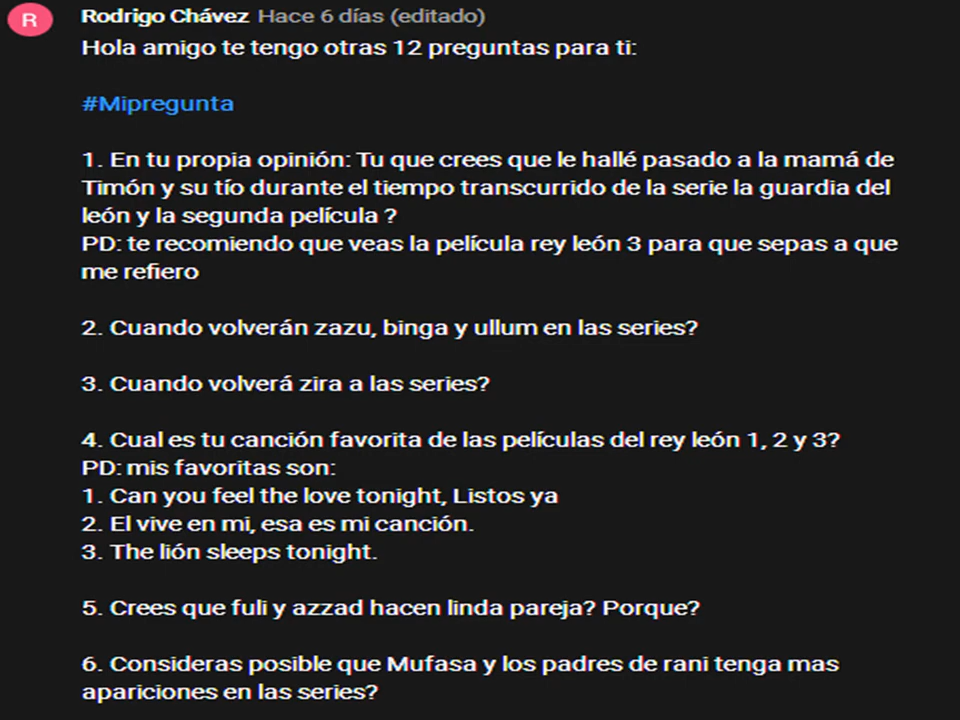 R
Rodrigo Chávez Hace 6 días (editado)
Hola amigo te tengo otras 12 preguntas para ti:
#Mipregunta
1. En tu propia opinión: Tu que crees que le hallé pasado a la mamá de
Timón y su tío durante el tiempo transcurrido de la serie la guardia del
león y la segunda película ?
PD: te recomiendo que veas la película rey león 3 para que sepas a que
me refiero
2. Cuando volverán zazu, binga y ullum en las series?
3. Cuando volverá zira a las series?
4. Cual es tu canción favorita de las películas del rey león 1, 2 y 3?
PD: mis favoritas son:
1. Can you feel the love tonight, Listos ya
2. El vive en mi, esa es mi canción.
3. The lión sleeps tonight.
5. Crees que fuli y azzad hacen linda pareja? Porque?
6. Consideras posible que Mufasa y los padres de rani tenga mas
apariciones en las series?